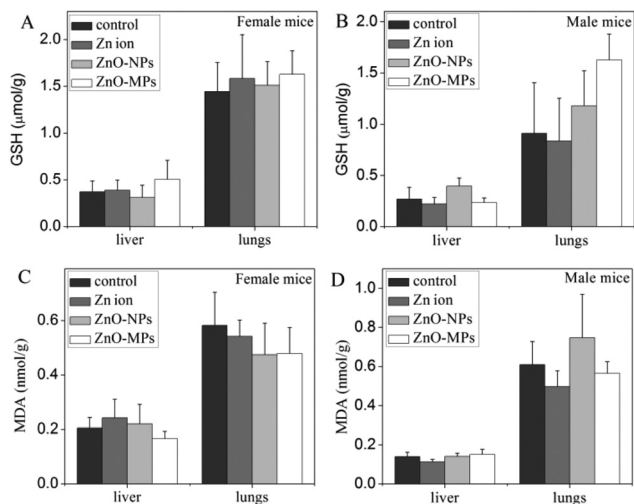 A
Female mice
control
Zn ion
ZnO-NPs
ZnO-MPs
GSH (μmol/g)
2.0
1.5
1.0
0.5
0.0
liver
lungs
B
Male mice
control
Zn ion
ZnO-NPs
ZnO-MPs
GSH (μmol/g)
2.0
1.5
1.0
0.5
0.0
liver
lungs
C
Female mice
control
Zn ion
ZnO-NPs
ZnO-MPs
MDA (nmol/g)
0.6
0.4
0.2
0.0
liver
lungs
D
Male mice
control
Zn ion
ZnO-NPs
ZnO-MPs
MDA (nmol/g)
1.0
0.8
0.6
0.4
0.2
0.0
liver
lungs